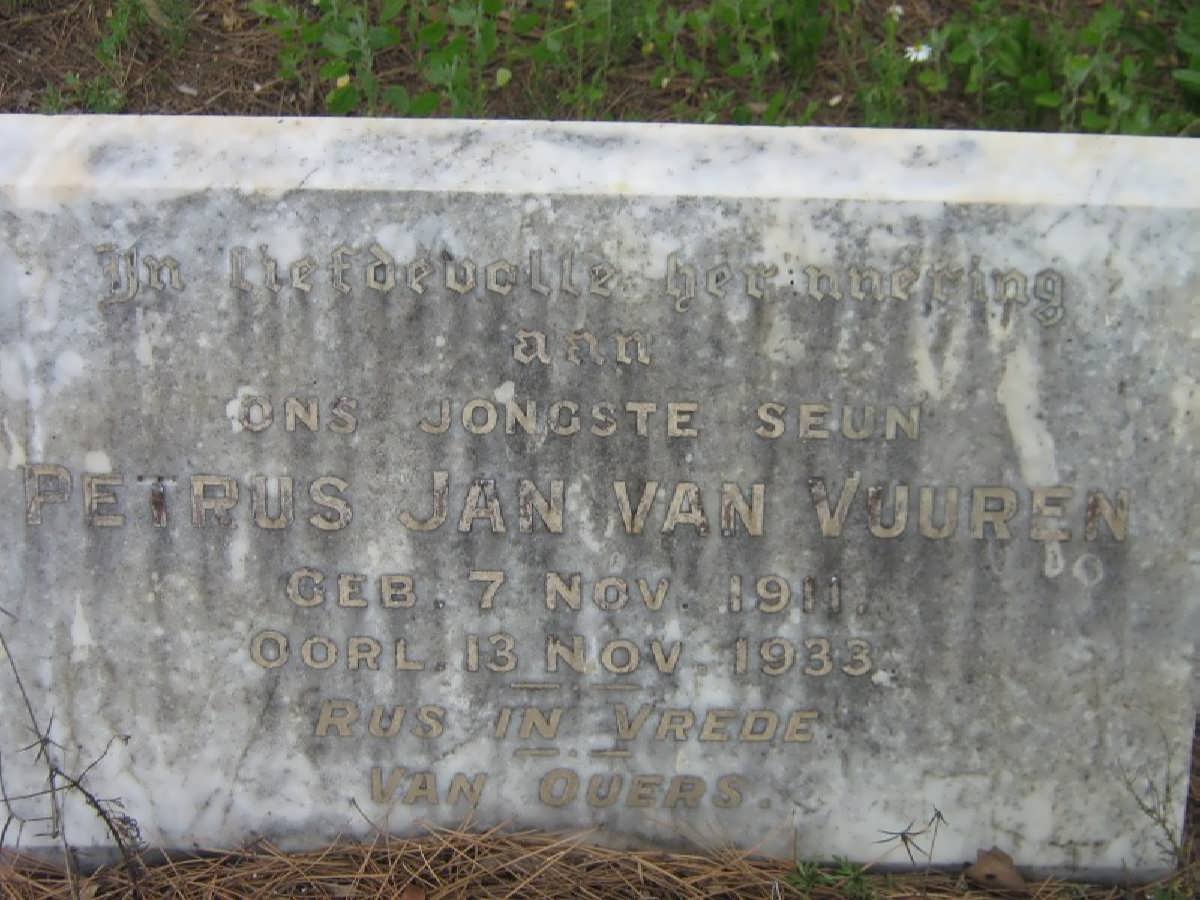 In liefdevolle herinnering
aan
ONS JONGSTE SEUN
PETRUS JAN VAN VUUREN
GEB. 7 NOV. 1911.
OORL. 13 NOV. 1933.
RUS IN VREDE
VAN OUERS.